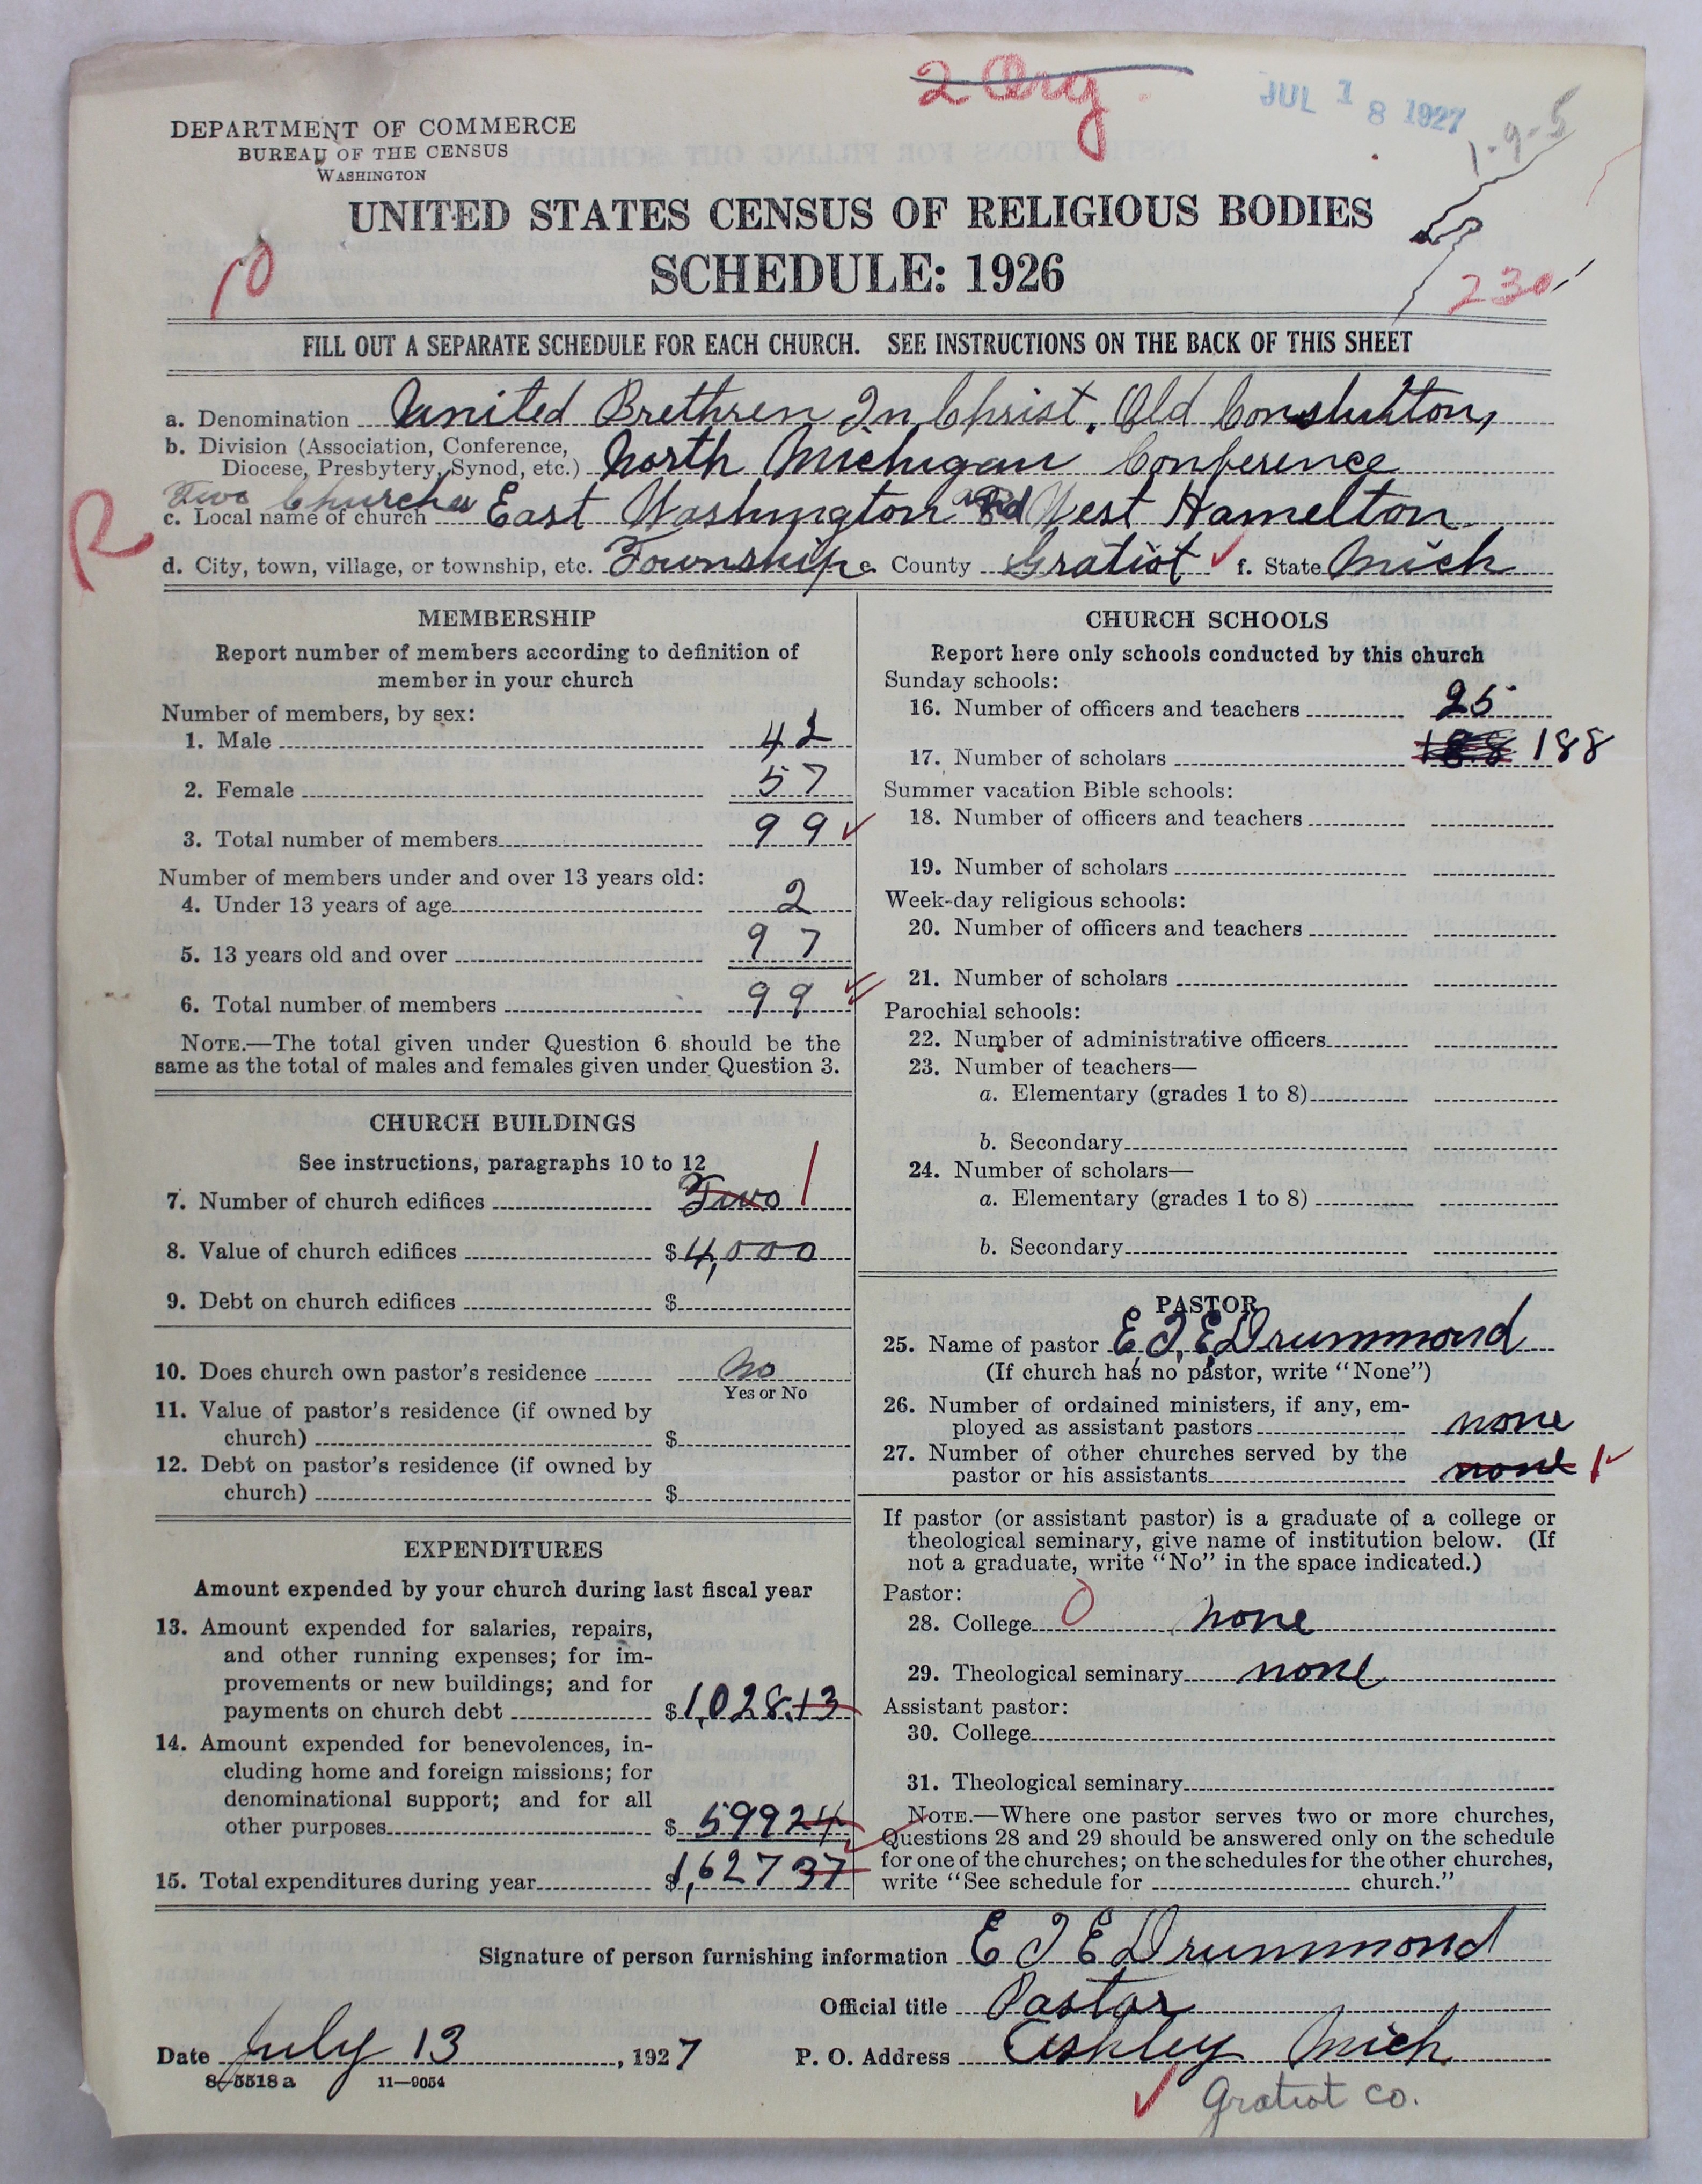 2 Org
JUL 18 1927
1-9-5
DEPARTMENT OF COMMERCE
BUREAU OF THE CENSUS
WASHINGTON
UNITED STATES CENSUS OF RELIGIOUS BODIES
SCHEDULE: 1926
10
230
FILL OUT A SEPARATE SCHEDULE FOR EACH CHURCH. SEE INSTRUCTIONS ON THE BACK OF THIS SHEET
a. Denomination United Brethren In Christ. Old Constutton,
b. Division (Association, Conference,
Diocese, Presbytery, Synod, etc.) North Michigan Conference
Two Churches
c. Local name of church East Washington and West Hamelton
R
d. City, town, village, or township, etc. Township e. County Gratiot f. State Mich
MEMBERSHIP
Report number of members according to definition of
member in your church
Number of members, by sex:
1. Male 42
2. Female 57
3. Total number of members 99
Number of members under and over 13 years old:
4. Under 13 years of age 2
5. 13 years old and over 97
6. Total number of members 99
NOTE.—The total given under Question 6 should be the
same as the total of males and females given under Question 3.
CHURCH BUILDINGS
See instructions, paragraphs 10 to 12
7. Number of church edifices Two 1
8. Value of church edifices $4,000
9. Debt on church edifices $
10. Does church own pastor's residence No
Yes or No
11. Value of pastor's residence (if owned by
church) $
12. Debt on pastor's residence (if owned by
church) $
EXPENDITURES
Amount expended by your church during last fiscal year
13. Amount expended for salaries, repairs,
and other running expenses; for im-
provements or new buildings; and for
payments on church debt $1,028.13
14. Amount expended for benevolences, in-
cluding home and foreign missions; for
denominational support; and for all
other purposes $ 599 24
15. Total expenditures during year $1,627 37
CHURCH SCHOOLS
Report here only schools conducted by this church
Sunday schools:
16. Number of officers and teachers 25
17. Number of scholars 188 188
Summer vacation Bible schools:
18. Number of officers and teachers
19. Number of scholars
Week-day religious schools:
20. Number of officers and teachers
21. Number of scholars
Parochial schools:
22. Number of administrative officers
23. Number of teachers—
a. Elementary (grades 1 to 8)
b. Secondary
24. Number of scholars—
a. Elementary (grades 1 to 8)
b. Secondary
PASTOR
25. Name of pastor E, J, E, Drummond
(If church has no pastor, write "None")
26. Number of ordained ministers, if any, em-
ployed as assistant pastors none
27. Number of other churches served by the
pastor or his assistants none 1
If pastor (or assistant pastor) is a graduate of a college or
theological seminary, give name of institution below. (If
not a graduate, write "No" in the space indicated.)
Pastor:
28. College 0 none
29. Theological seminary none
Assistant pastor:
30. College
31. Theological seminary
NOTE.—Where one pastor serves two or more churches,
Questions 28 and 29 should be answered only on the schedule
for one of the churches; on the schedules for the other churches,
write "See schedule for church."
Signature of person furnishing information E J E Drummond
Official title Pastor
Date July 13, 1927 P. O. Address Ashley Mich
8-5518a 11-9054
Gratiot Co.